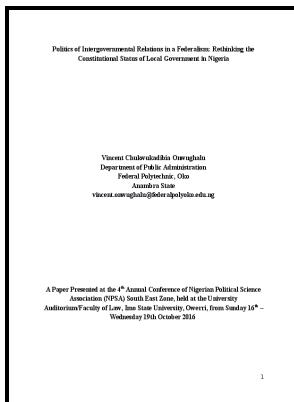 Politics of Intergovernmental Relations in a Federalism: Rethinking the
Constitutional Status of Local Government in Nigeria
Vincent Chukwukadibia Onwughalu
Department of Public Administration
Federal Polytechnic, Oko
Anambra State
vincent.onwughalu@federalpolyoko.edu.ng
A Paper Presented at the 4th Annual Conference of Nigerian Political Science
Association (NPSA) South East Zone, held at the University
Auditorium/Faculty of Law, Imo State University, Owerri, from Sunday 16th –
Wednesday 19th October 2016
1